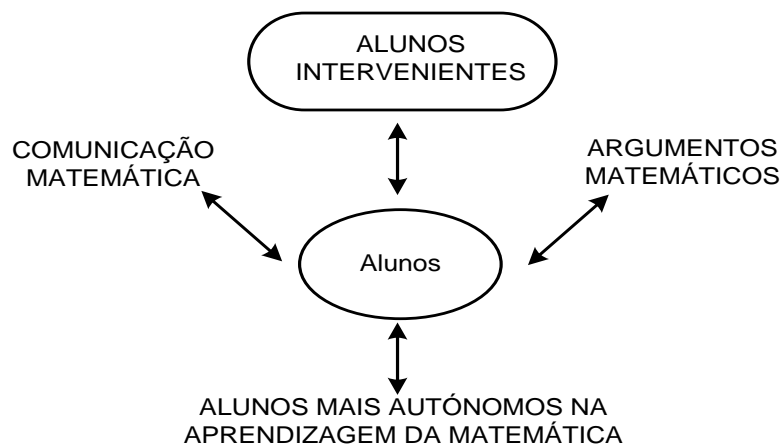 ALUNOS
INTERVENIENTES
COMUNICAÇÃO
MATEMÁTICA
ARGUMENTOS
MATEMÁTICOS
Alunos
ALUNOS MAIS AUTÓNOMOS NA
APRENDIZAGEM DA MATEMÁTICA